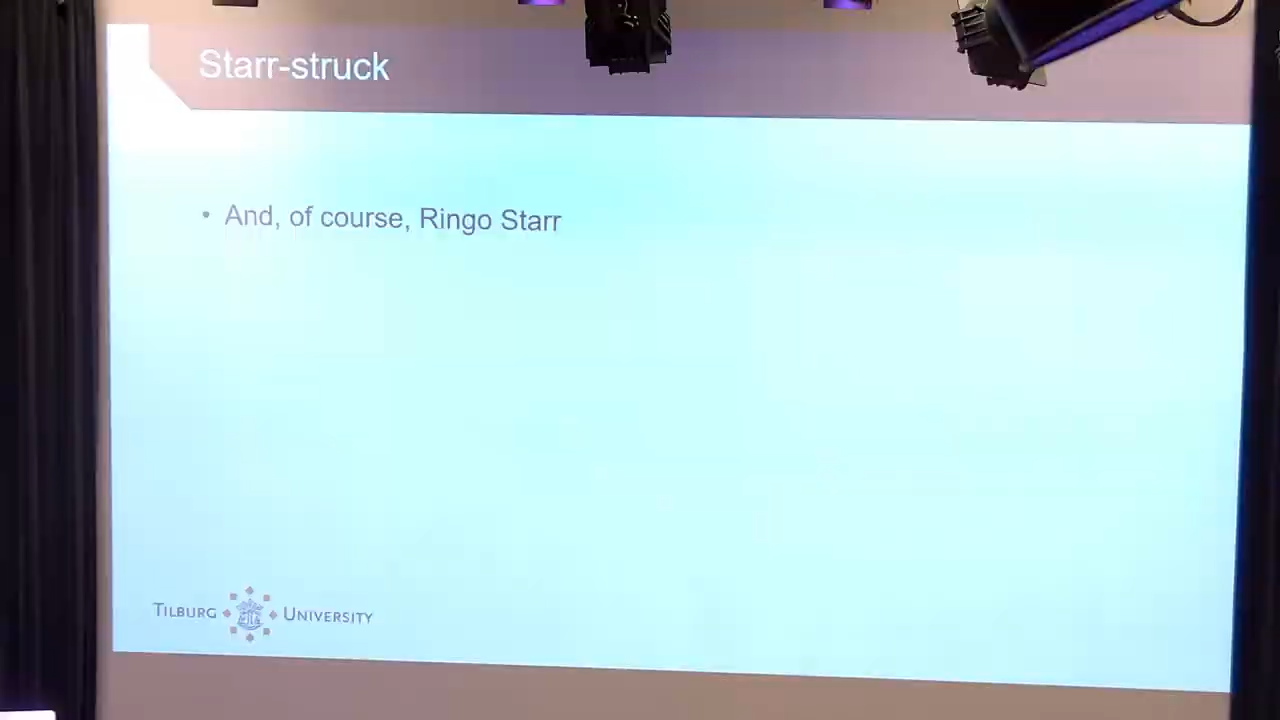 Starr-struck
• And, of course, Ringo Starr
TILBURG UNIVERSITY